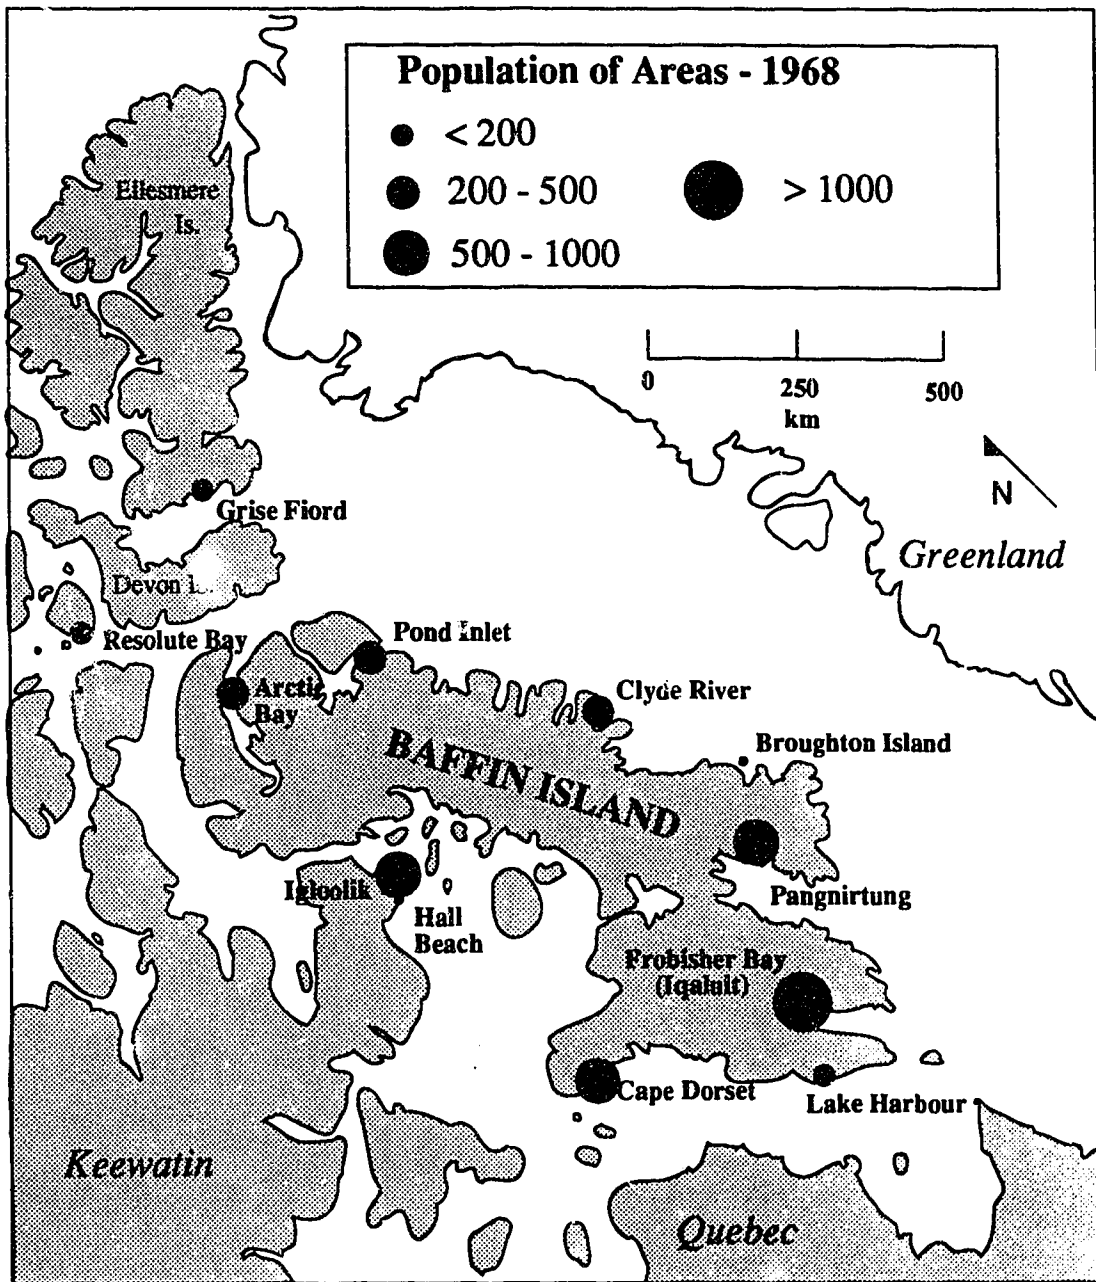 Population of Areas - 1968
< 200
200 - 500
> 1000
500 - 1000
Ellesmere
Is.
0
250
500
km
N
Grise Fiord
Greenland
Devon
Resolute Bay
Pond Inlet
Arctic
Bay
Clyde River
Broughton Island
BAFFIN ISLAND
Igloolik
Hall
Beach
Pangnirtung
Frobisher Bay
(Iqaluit)
Cape Dorset
Lake Harbour
Keewatin
Quebec